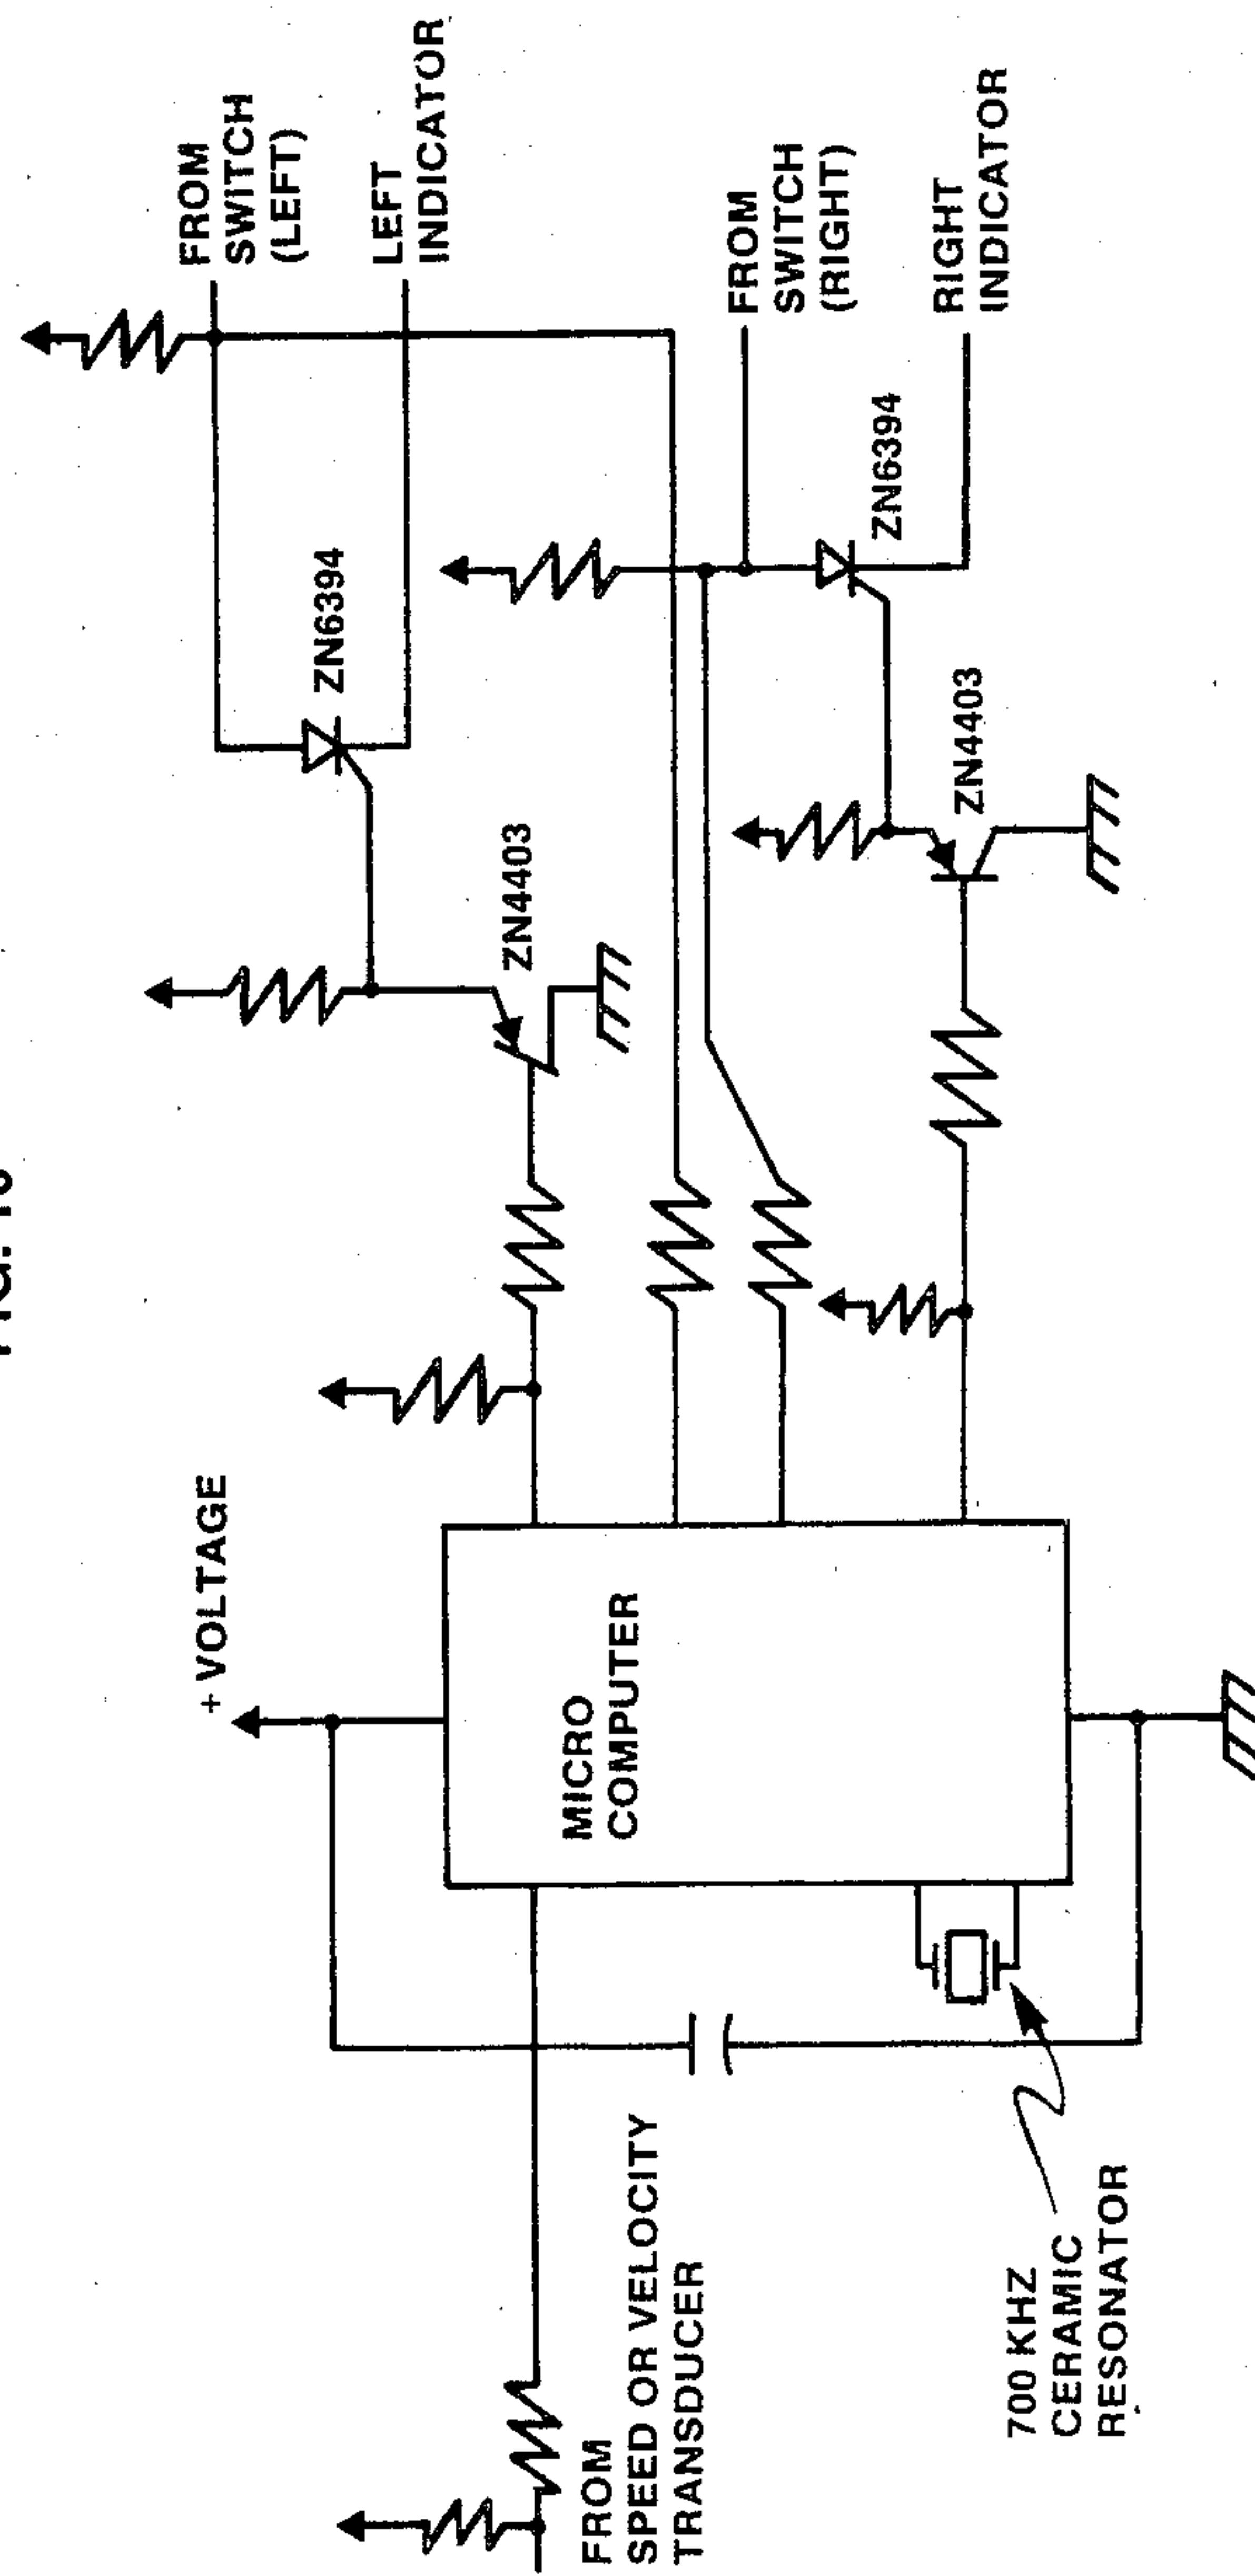 + VOLTAGE
MICRO
COMPUTER
FROM
SPEED OR VELOCITY
TRANSDUCER
700 KHZ
CERAMIC
RESONATOR
ZN4403
ZN6394
FROM
SWITCH
(LEFT)
LEFT
INDICATOR
ZN4403
ZN6394
FROM
SWITCH
(RIGHT)
RIGHT
INDICATOR